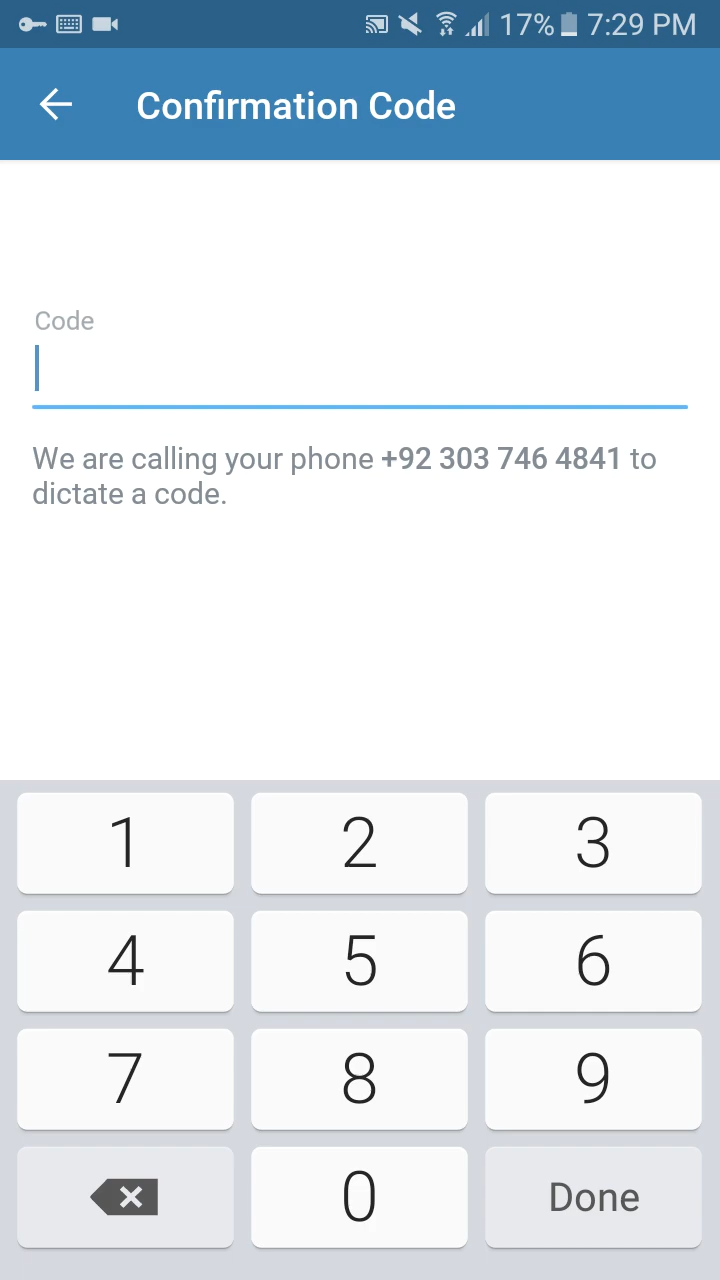 17% 7:29 PM
Confirmation Code
Code
We are calling your phone +92 303 746 4841 to
dictate a code.
1 2 3
4 5 6
7 8 9
0 Done